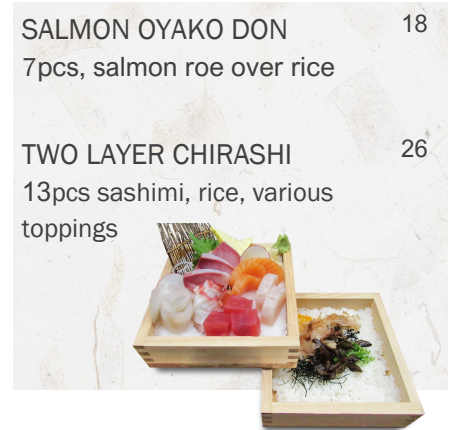 SALMON OYAKO DON 18
7pcs, salmon roe over rice
TWO LAYER CHIRASHI 26
13pcs sashimi, rice, various
toppings